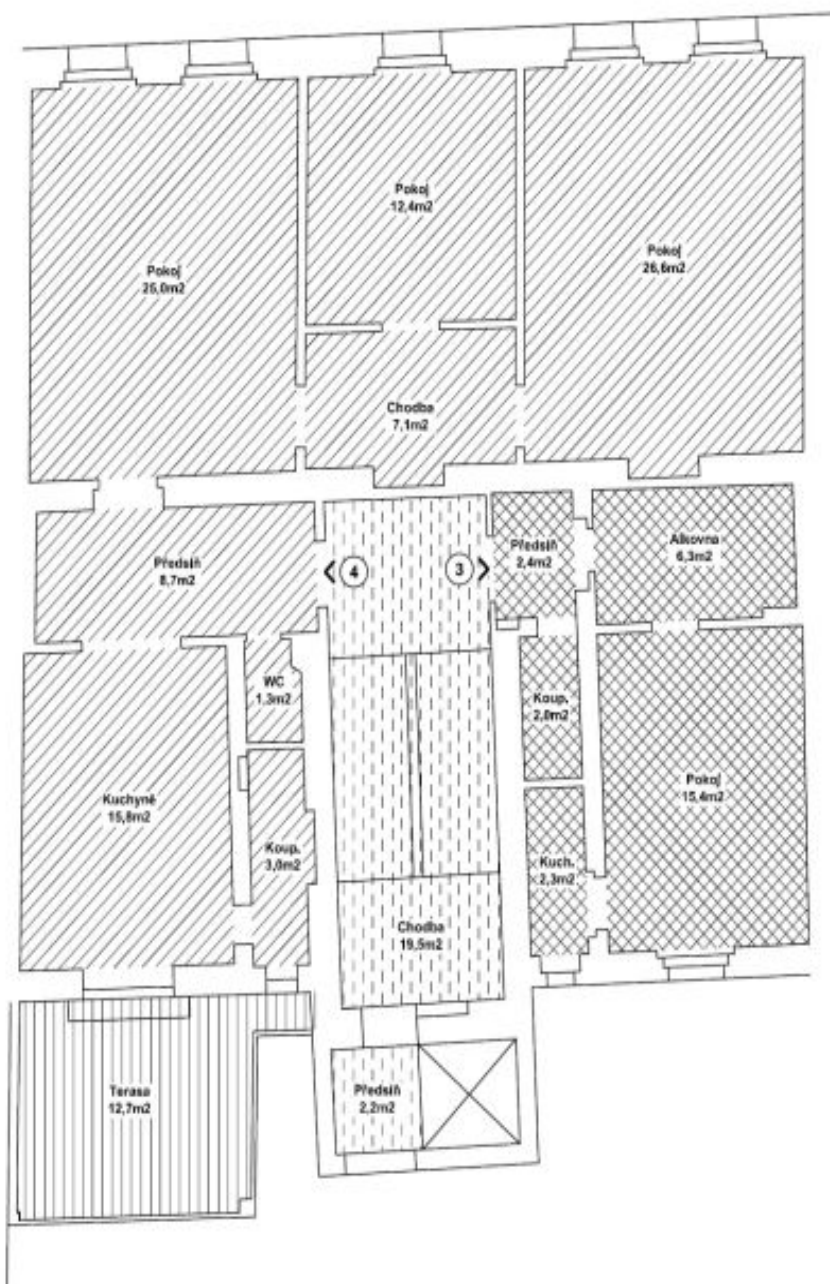 Pokoj
12,4m2
Pokoj
25,0m2
Pokoj
26,6m2
Chodba
7,1m2
Předsíň
8,7m2
4
3
Předsíň
2,4m2
Alkovna
6,3m2
WC
1.3m2
Koup.
2,0m2
Pokoj
15,4m2
Kuchyně
15,8m2
Koup.
3,0m2
Kuch.
2,3m2
Chodba
19,5m2
Terasa
12,7m2
Předsíň
2,2m2